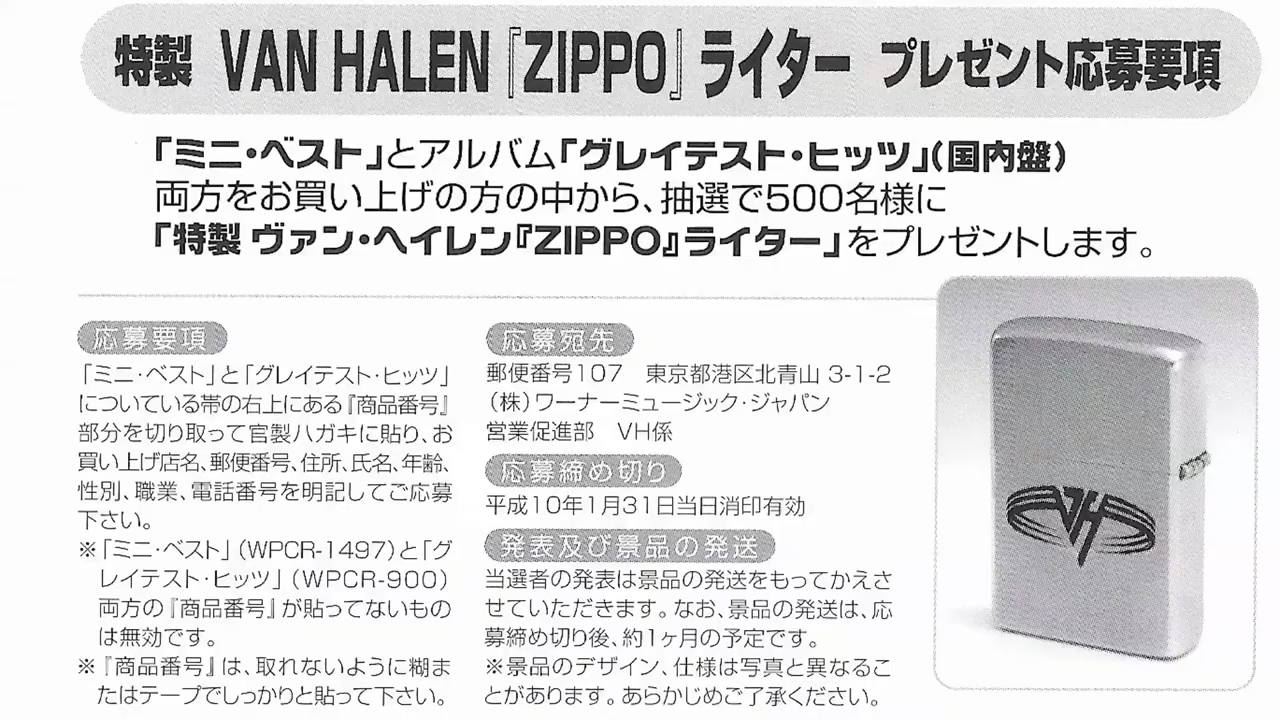 特製 VAN HALEN『ZIPPO』ライター プレゼント応募要項
「ミニ・ベスト」とアルバム「グレイテスト・ヒッツ」(国内盤)
両方をお買い上げの方の中から、抽選で500名様に
「特製 ヴァン・ヘイレン『ZIPPO』ライター」をプレゼントします。
応募要項
「ミニ・ベスト」と「グレイテスト・ヒッツ」
についている帯の右上にある『商品番号』
部分を切り取って官製ハガキに貼り、お
買い上げ店名、郵便番号、住所、氏名、年齢、
性別、職業、電話番号を明記してご応募
下さい。
※「ミニ・ベスト」(WPCR-1497)と「グ
レイテスト・ヒッツ」(WPCR-900)
両方の『商品番号』が貼ってないもの
は無効です。
※『商品番号』は、取れないように糊ま
たはテープでしっかりと貼って下さい。
応募宛先
郵便番号107 東京都港区北青山 3-1-2
(株)ワーナーミュージック・ジャパン
営業促進部 VH係
応募締め切り
平成10年1月31日当日消印有効
発表及び景品の発送
当選者の発表は景品の発送をもってかえさ
せていただきます。なお、景品の発送は、応
募締め切り後、約1ヶ月の予定です。
※景品のデザイン、仕様は写真と異なるこ
とがあります。あらかじめご了承ください。
VH